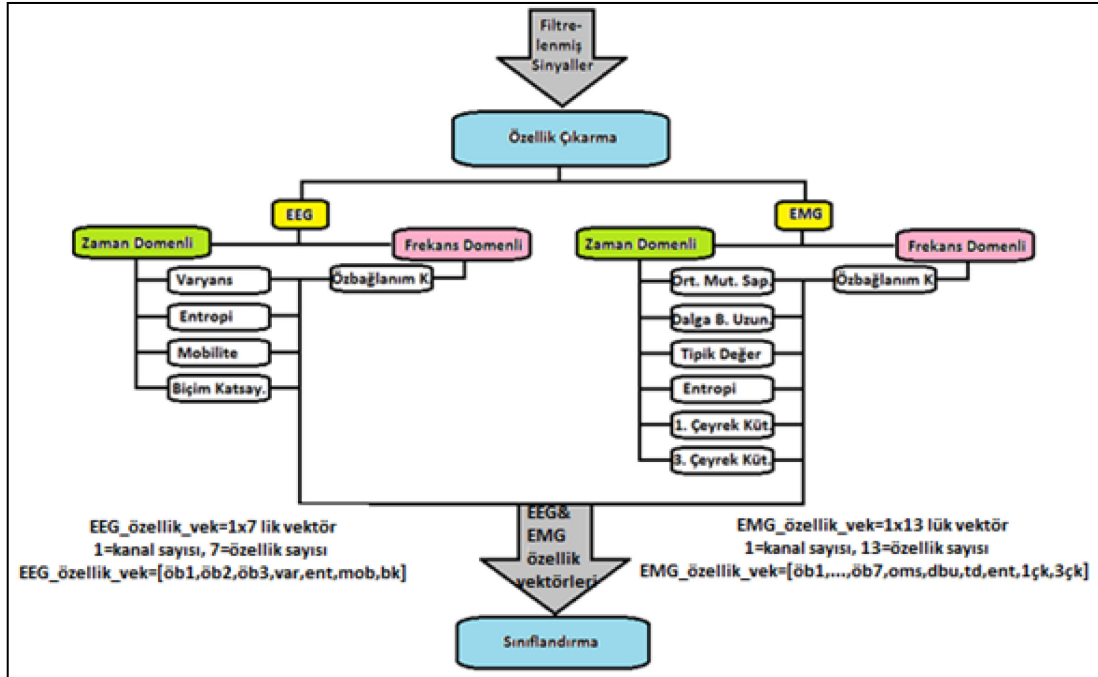 Filtre-
lenmiş
Sinyaller
Özellik Çıkarma
EEG
EMG
Zaman Domenli
Frekans Domenli
Zaman Domenli
Frekans Domenli
Varyans
Özbağlanım K
Entropi
Mobilite
Biçim Katsay.
Ort. Mut. Sap.
Özbağlanım K
Dalga B. Uzun.
Tipik Değer
Entropi
1. Çeyrek Küt.
3. Çeyrek Küt.
EEG_özellik_vek=1x7 lik vektör
1=kanal sayısı, 7=özellik sayısı
EEG_özellik_vek=[öb1,öb2,öb3,var,ent,mob,bk]
EEG&
EMG
özellik
vektörleri
EMG_özellik_vek=1x13 lük vektör
1=kanal sayısı, 13=özellik sayısı
EMG_özellik_vek=[öb1,...,öb7,oms,dbu,td,ent,1çk,3çk]
Sınıflandırma